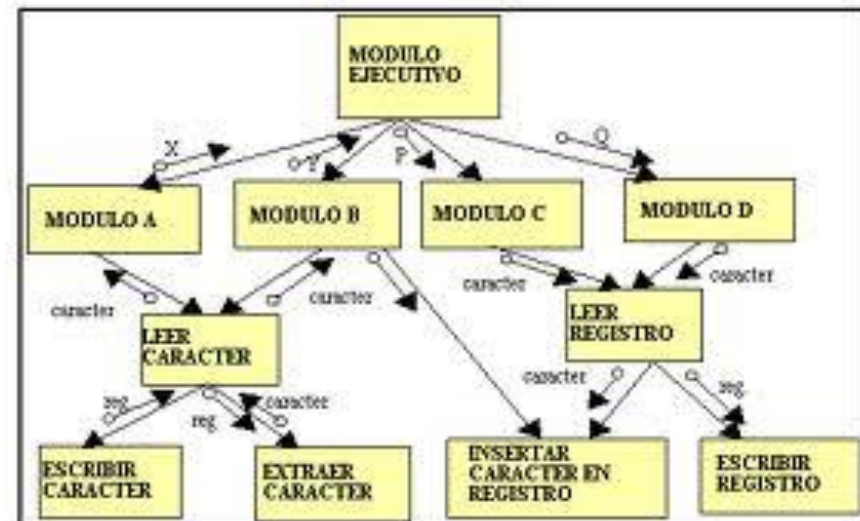 MODULO
EJECUTIVO
X
Y
P
Q
MODULO A
MODULO B
MODULO C
MODULO D
caracter
caracter
caracter
caracter
LEER
CARACTER
LEER
REGISTRO
reg
reg
caracter
caracter
reg
ESCRIBIR
CARACTER
EXTRAER
CARACTER
INSERTAR
CARACTER EN
REGISTRO
ESCRIBIR
REGISTRO